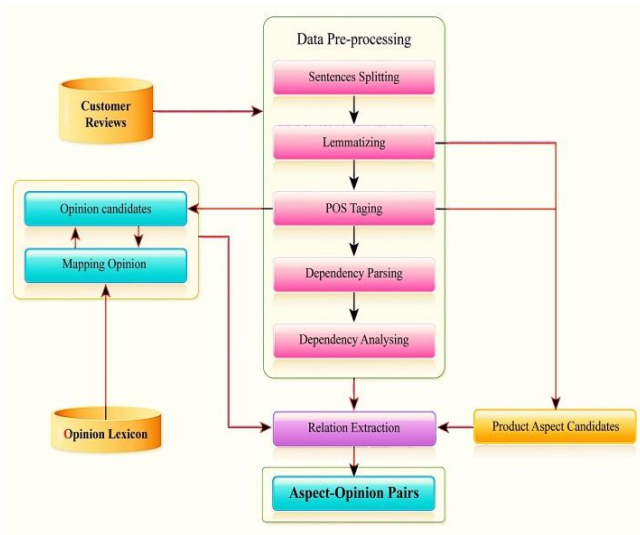 Data Pre-processing
Sentences Splitting
Customer
Reviews
Lemmatizing
Opinion candidates
POS Taging
Mapping Opinion
Dependency Parsing
Dependency Analysing
Opinion Lexicon
Relation Extraction
Product Aspect Candidates
Aspect-Opinion Pairs